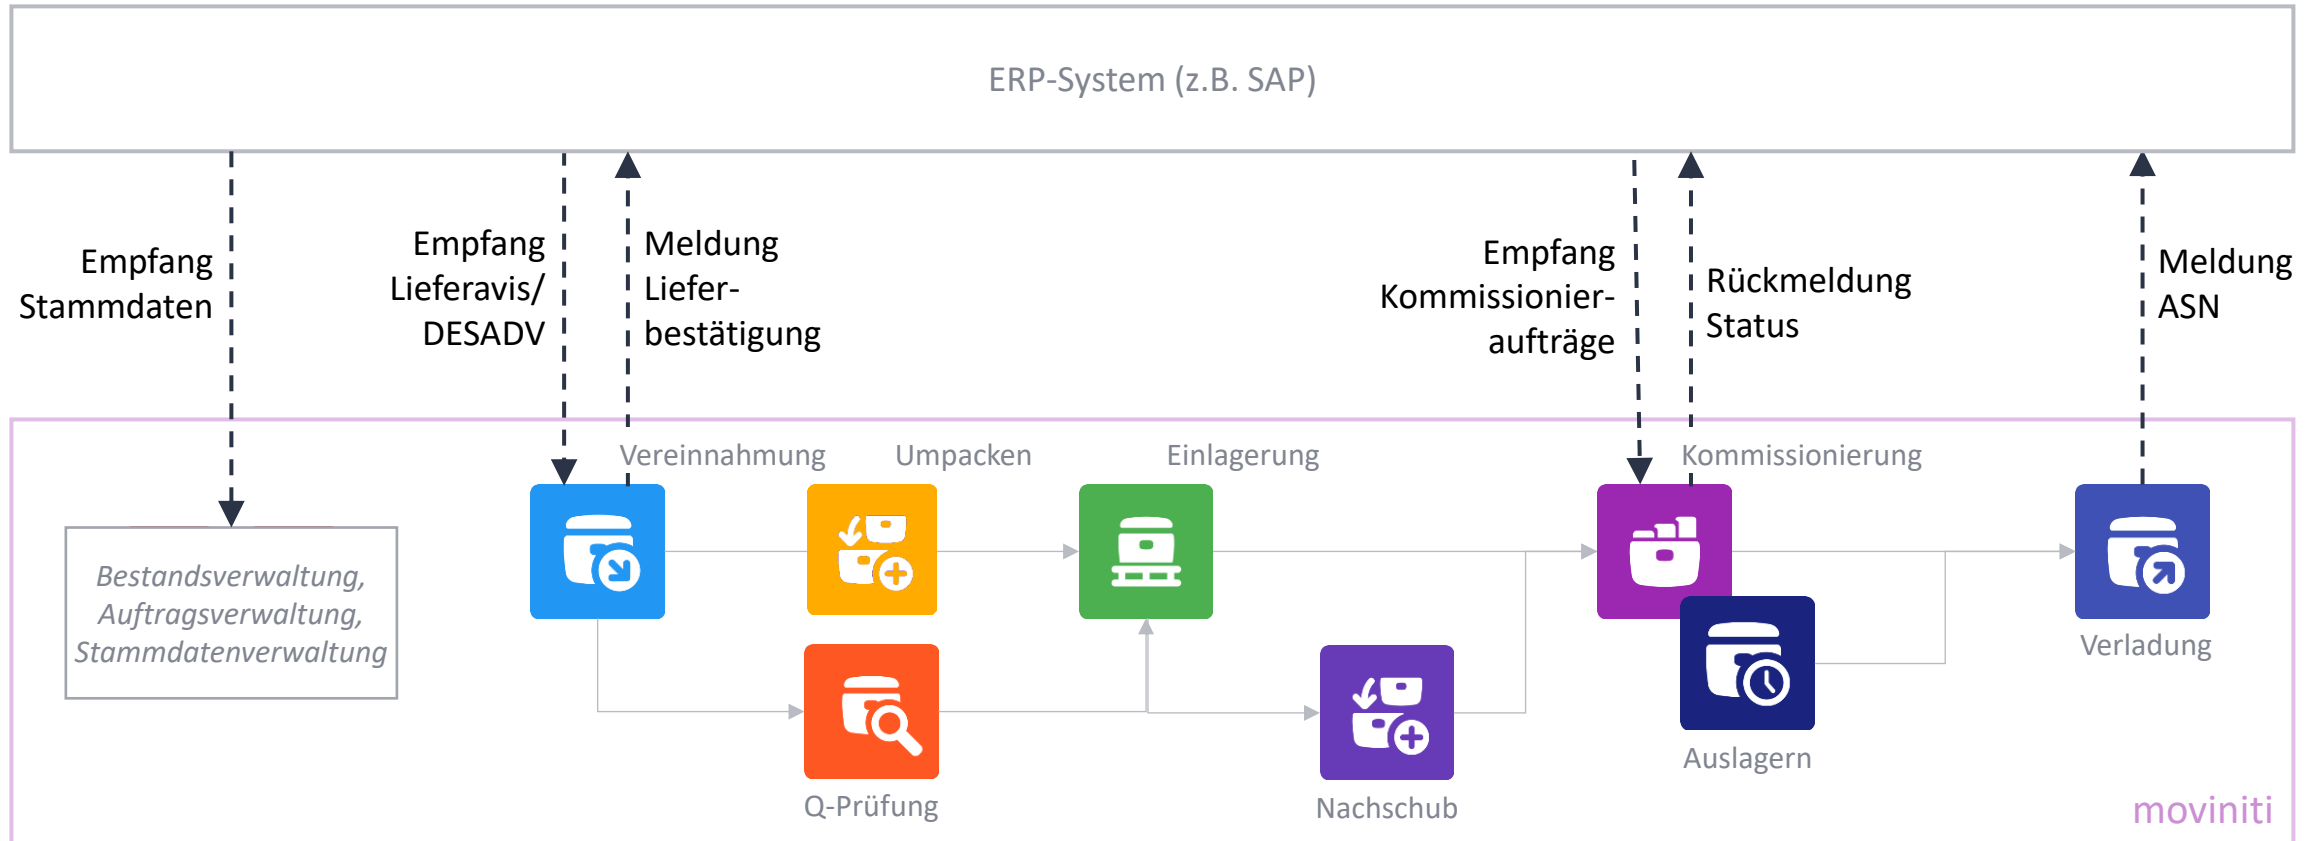 ERP-System (z.B. SAP)
Empfang
Stammdaten
Empfang
Lieferavis/
DESADV
Meldung
Liefer-
bestätigung
Empfang
Kommissionier-
aufträge
Rückmeldung
Status
Meldung
ASN
Vereinnahmung
Umpacken
Einlagerung
Kommissionierung
Bestandsverwaltung,
Auftragsverwaltung,
Stammdatenverwaltung
Verladung
Auslagern
Q-Prüfung
Nachschub
moviniti